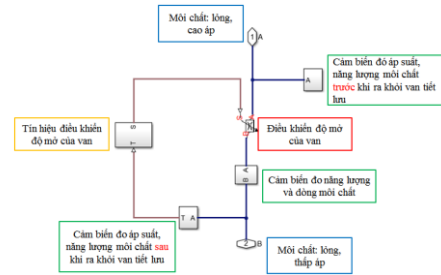 Môi chất: lỏng,
cao áp
1
A
Cảm biến đó áp suất,
năng lượng môi chất
trước khi ra khỏi van tiết
lưu
A
S
Tín hiệu điều khiển
độ mở của van
S
T
Điều khiển độ mở
của van
A
B
Cảm biến đo năng lượng
và dòng môi chất
T A
Cảm biến đo áp suất,
năng lượng môi chất sau
khi ra khỏi van tiết lưu
2
B
Môi chất: lỏng,
thấp áp